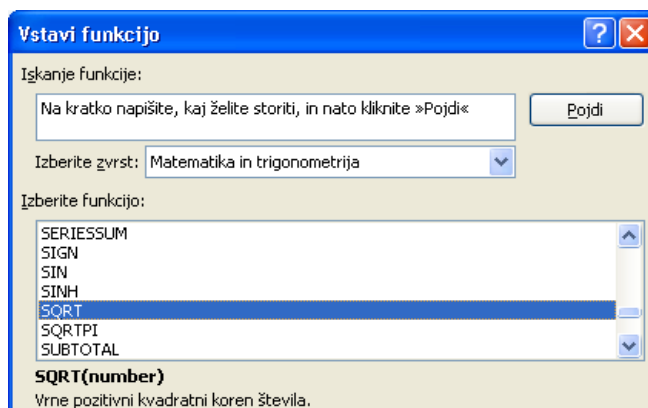 Vstavi funkcijo
Iskanje funkcije:
Na kratko napišite, kaj želite storiti, in nato kliknite »Pojdi«
Pojdi
Izberite zvrst: Matematika in trigonometrija
Izberite funkcijo:
SERIESSUM
SIGN
SIN
SINH
SQRT
SQRTPI
SUBTOTAL
SQRT(number)
Vrne pozitivni kvadratni koren števila.